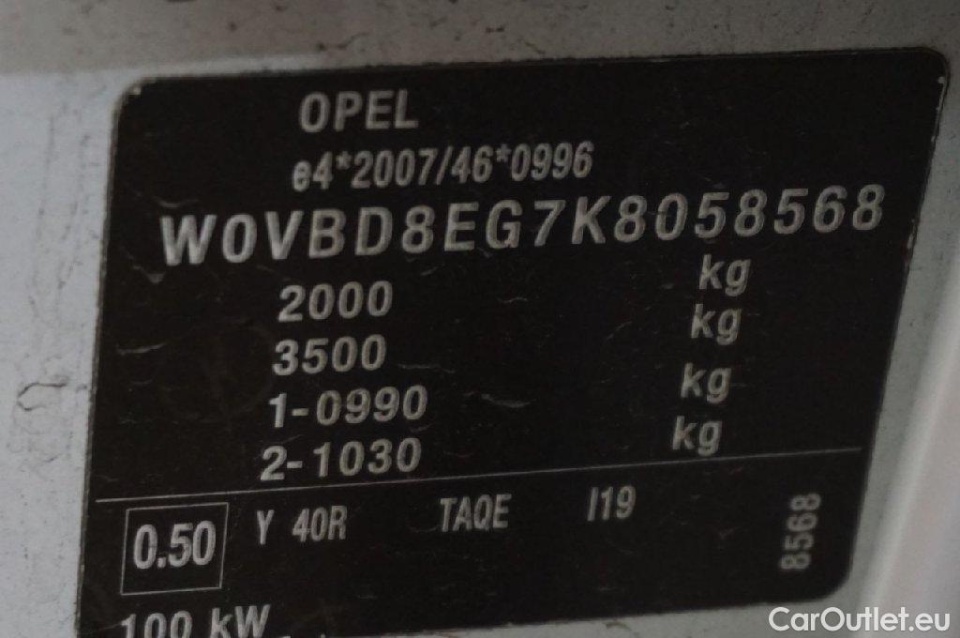 OPEL
e4*2007/46*0996
W0VBD8EG7K8058568
2000 kg
3500 kg
1-0990 kg
2-1030 kg
0.50 Y 40R TAQE I19
8568
100 kW
CarOutlet.eu